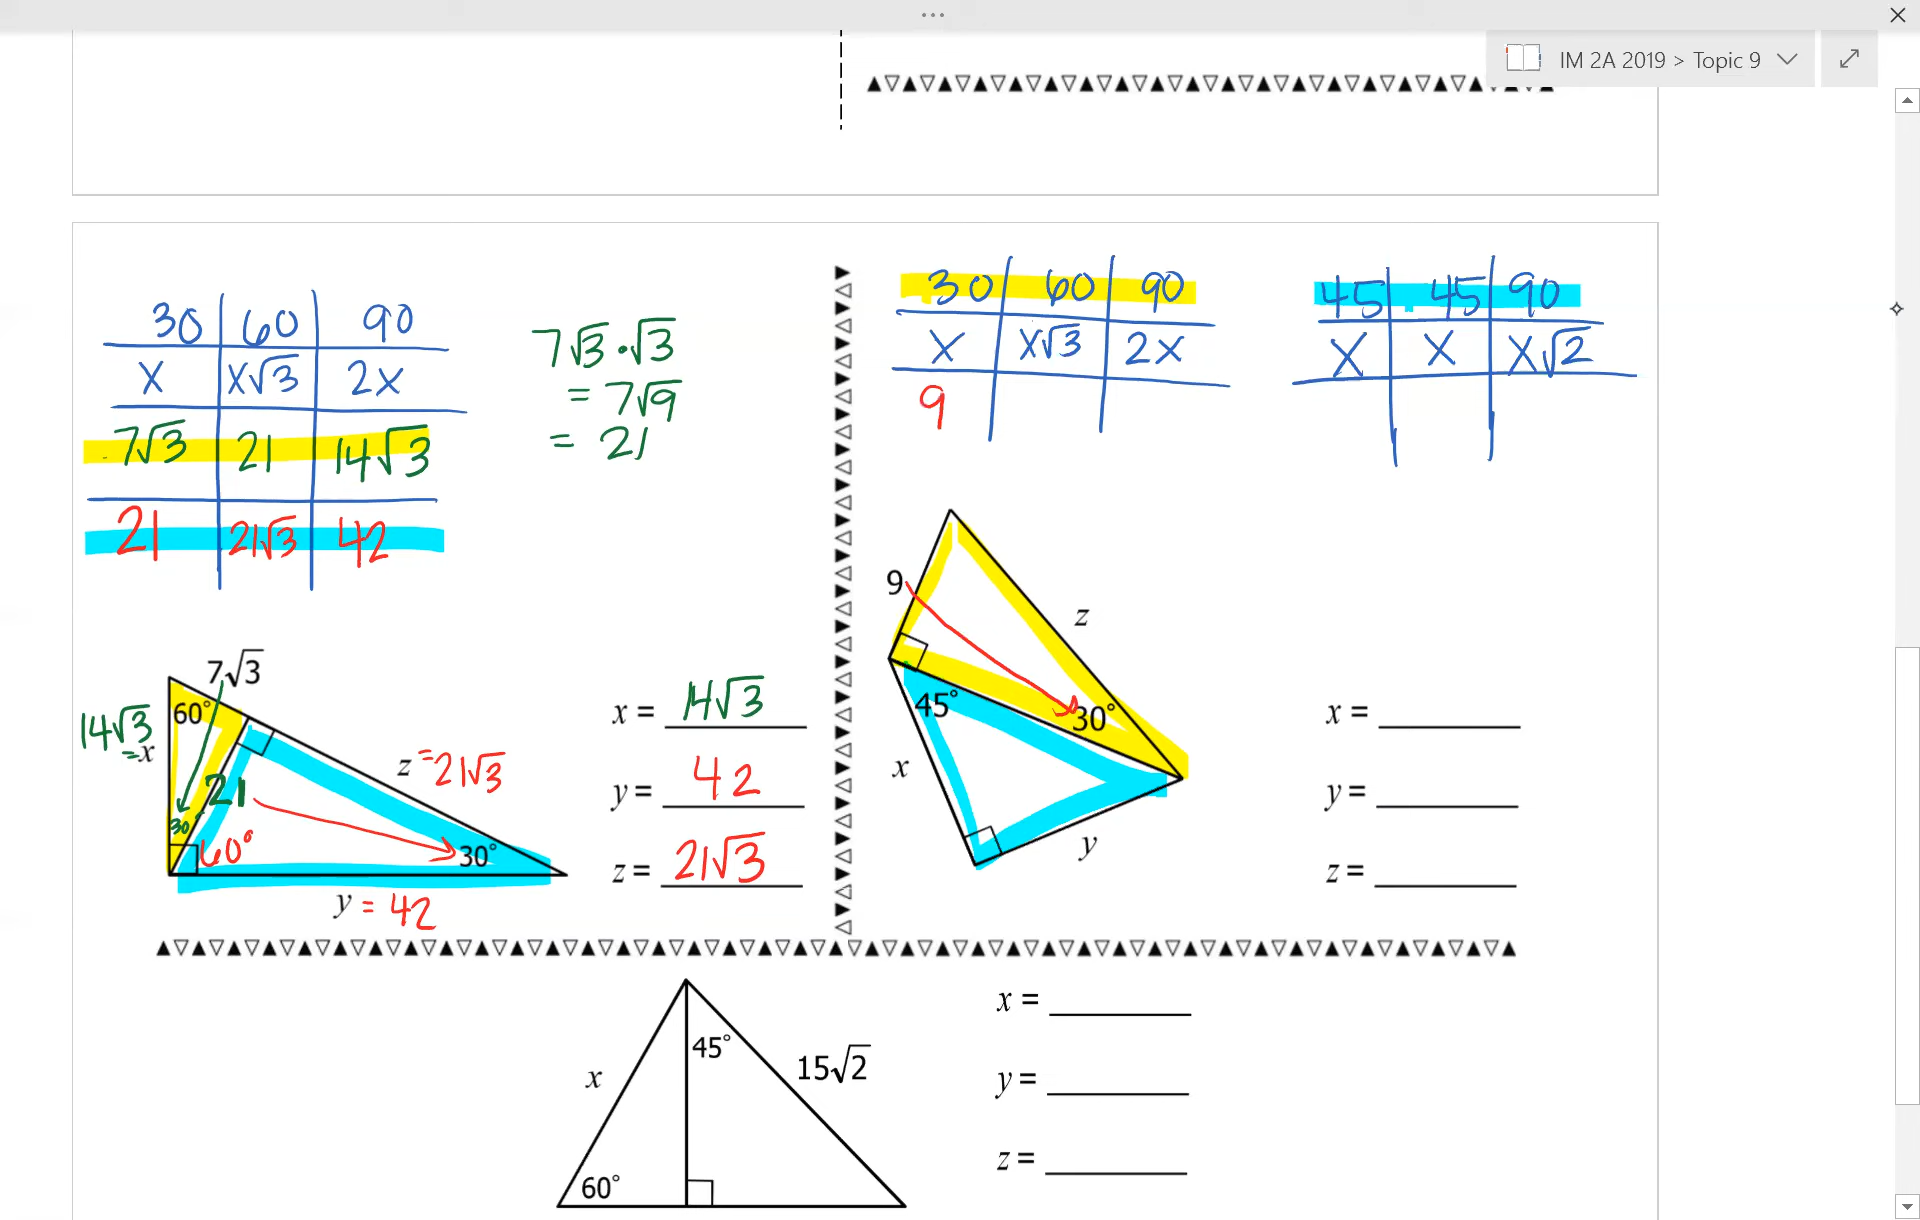 IM 2A 2019 > Topic 9
30 60 90
x x√3 2x
7√3 21 14√3
21 21√3 42
7√3·√3
= 7√9
= 21
7√3
60°
14√3
=x
21
30
60°
30°
z =21√3
y = 42
x = 14√3
y = 42
z = 21√3
30 60 90
x x√3 2x
9
45 45 90
x x x√2
9
z
45°
30°
x
y
x =
y =
z =
45°
x
15√2
60°
x =
y =
z =